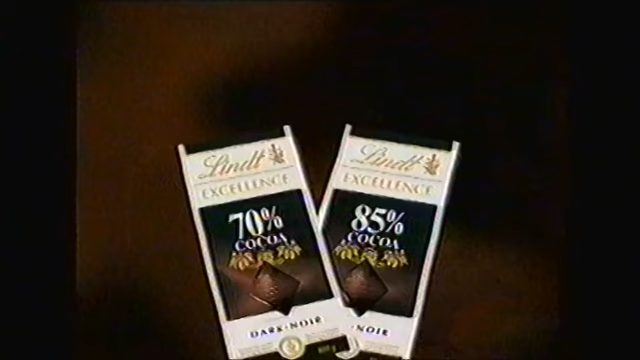 Lindt
EXCELLENCE
70%
COCOA
DARK·NOIR
Lindt
EXCELLENCE
85%
COCOA
·NOIR